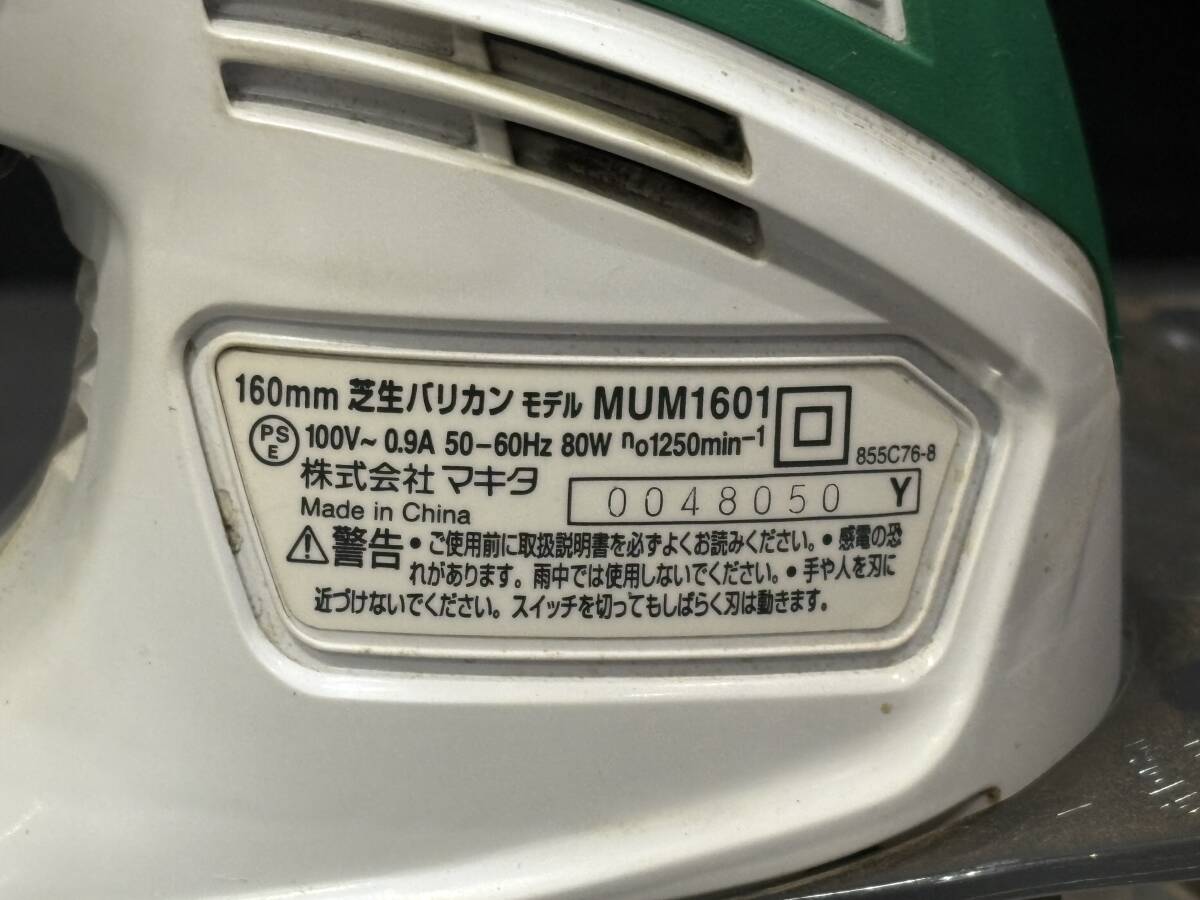 160mm 芝生バリカン モデル MUM1601
PS E 100V~ 0.9A 50-60Hz 80W n₀1250min⁻¹
855C76-8
株式会社 マキタ
0048050 Y
Made in China
⚠警告 • ご使用前に取扱説明書を必ずよくお読みください。• 感電の恐
れがあります。雨中では使用しないでください。• 手や人を刃に
近づけないでください。スイッチを切ってもしばらく刃は動きます。